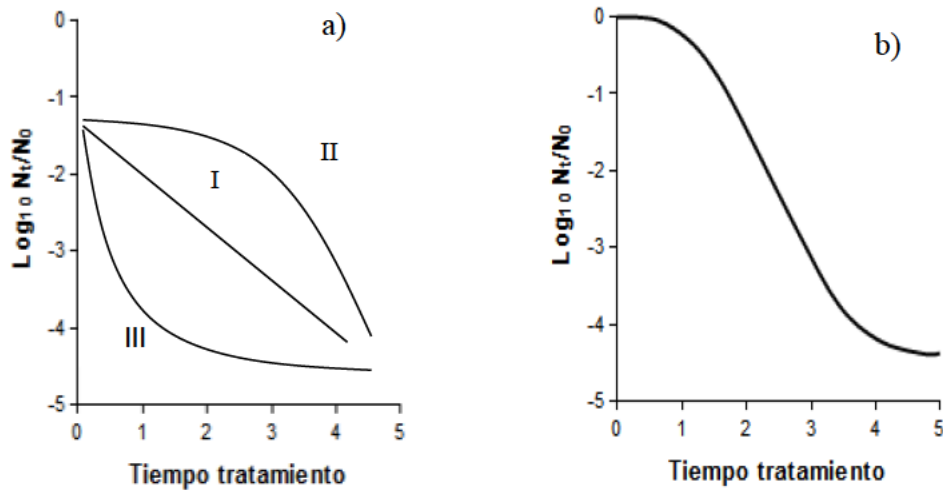 a)
Log₁₀ Nₜ/N₀
0
-1
-2
-3
-4
-5
I
II
III
0 1 2 3 4 5
Tiempo tratamiento
b)
Log₁₀ Nₜ/N₀
0
-1
-2
-3
-4
-5
0 1 2 3 4 5
Tiempo tratamiento